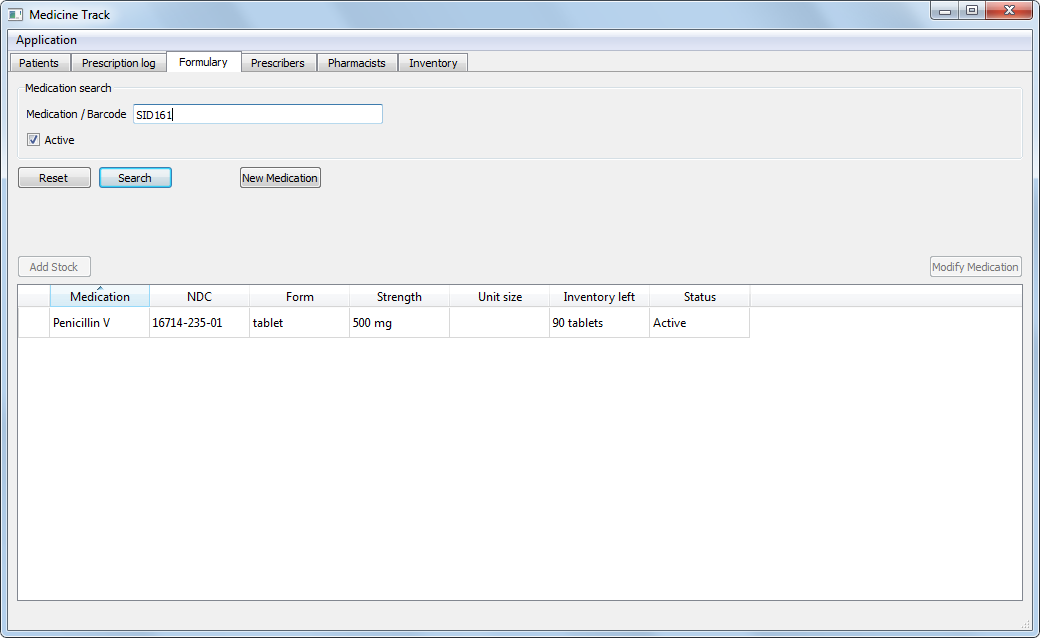 Medicine Track
Application
Patients Prescription log Formulary Prescribers Pharmacists Inventory
Medication search
Medication / Barcode SID161
Active
Reset Search New Medication
Add Stock Modify Medication
Medication NDC Form Strength Unit size Inventory left Status
Penicillin V 16714-235-01 tablet 500 mg 90 tablets Active